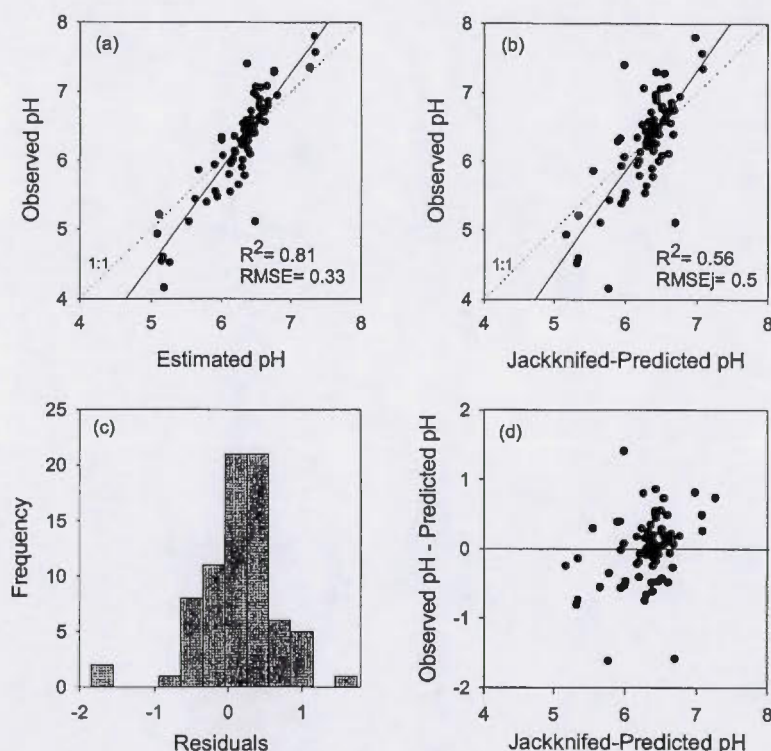 (a)
8
7
6
5
4
Observed pH
1:1
R2= 0.81
RMSE= 0.33
4 5 6 7 8
Estimated pH
(b)
8
7
6
5
4
Observed pH
1:1
R2= 0.56
RMSEj= 0.5
4 5 6 7 8
Jackknifed-Predicted pH
(c)
25
20
15
10
5
0
Frequency
-2 -1 0 1
Residuals
(d)
2
1
0
-1
-2
Observed pH - Predicted pH
4 5 6 7 8
Jackknifed-Predicted pH